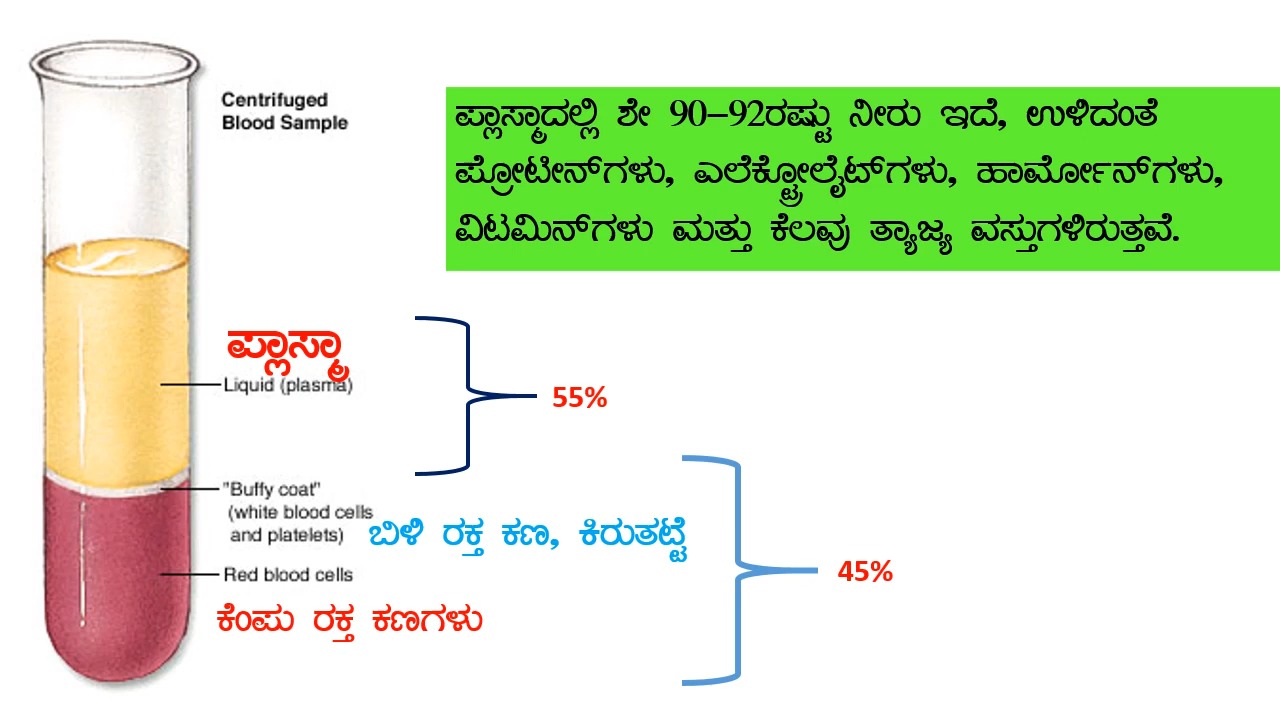 Centrifuged
Blood Sample
ಪ್ಲಾಸ್ಮಾದಲ್ಲಿ ಶೇ 90–92ರಷ್ಟು ನೀರು ಇದೆ, ಉಳಿದಂತೆ
ಪ್ರೋಟೀನ್‌ಗಳು, ಎಲೆಕ್ಟ್ರೋಲೈಟ್‌ಗಳು, ಹಾರ್ಮೋನ್‌ಗಳು,
ವಿಟಮಿನ್‌ಗಳು ಮತ್ತು ಕೆಲವು ತ್ಯಾಜ್ಯ ವಸ್ತುಗಳಿರುತ್ತವೆ.
ಪ್ಲಾಸ್ಮಾ
Liquid (plasma)
55%
"Buffy coat"
(white blood cells
and platelets)
ಬಿಳಿ ರಕ್ತ ಕಣ, ಕಿರುತಟ್ಟೆ
Red blood cells
45%
ಕೆಂಪು ರಕ್ತ ಕಣಗಳು